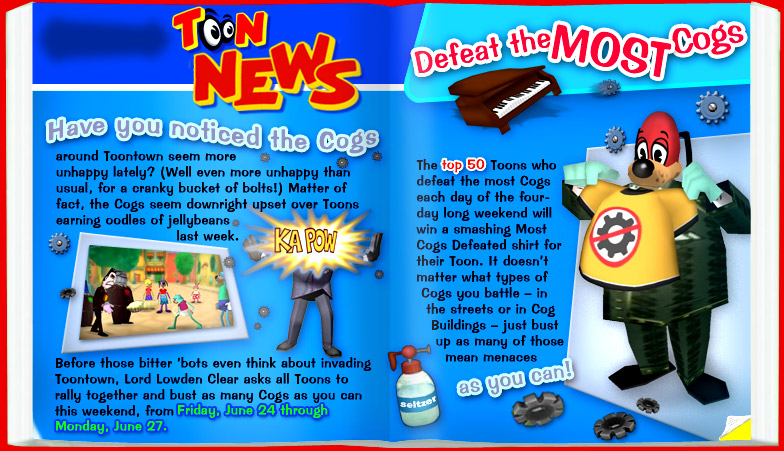 TOON
NEWS
Have you noticed the Cogs
around Toontown seem more
unhappy lately? (Well even more unhappy than
usual, for a cranky bucket of bolts!) Matter of
fact, the Cogs seem downright upset over Toons
earning oodles of jellybeans
last week.
KA POW
Before those bitter 'bots even think about invading
Toontown, Lord Lowden Clear asks all Toons to
rally together and bust as many Cogs as you can
this weekend, from Friday, June 24 through
Monday, June 27.
Defeat the MOST Cogs
The top 50 Toons who
defeat the most Cogs
each day of the four-
day long weekend will
win a smashing Most
Cogs Defeated shirt for
their Toon. It doesn't
matter what types of
Cogs you battle – in
the streets or in Cog
Buildings – just bust
up as many of those
mean menaces
as you can!
seltzer